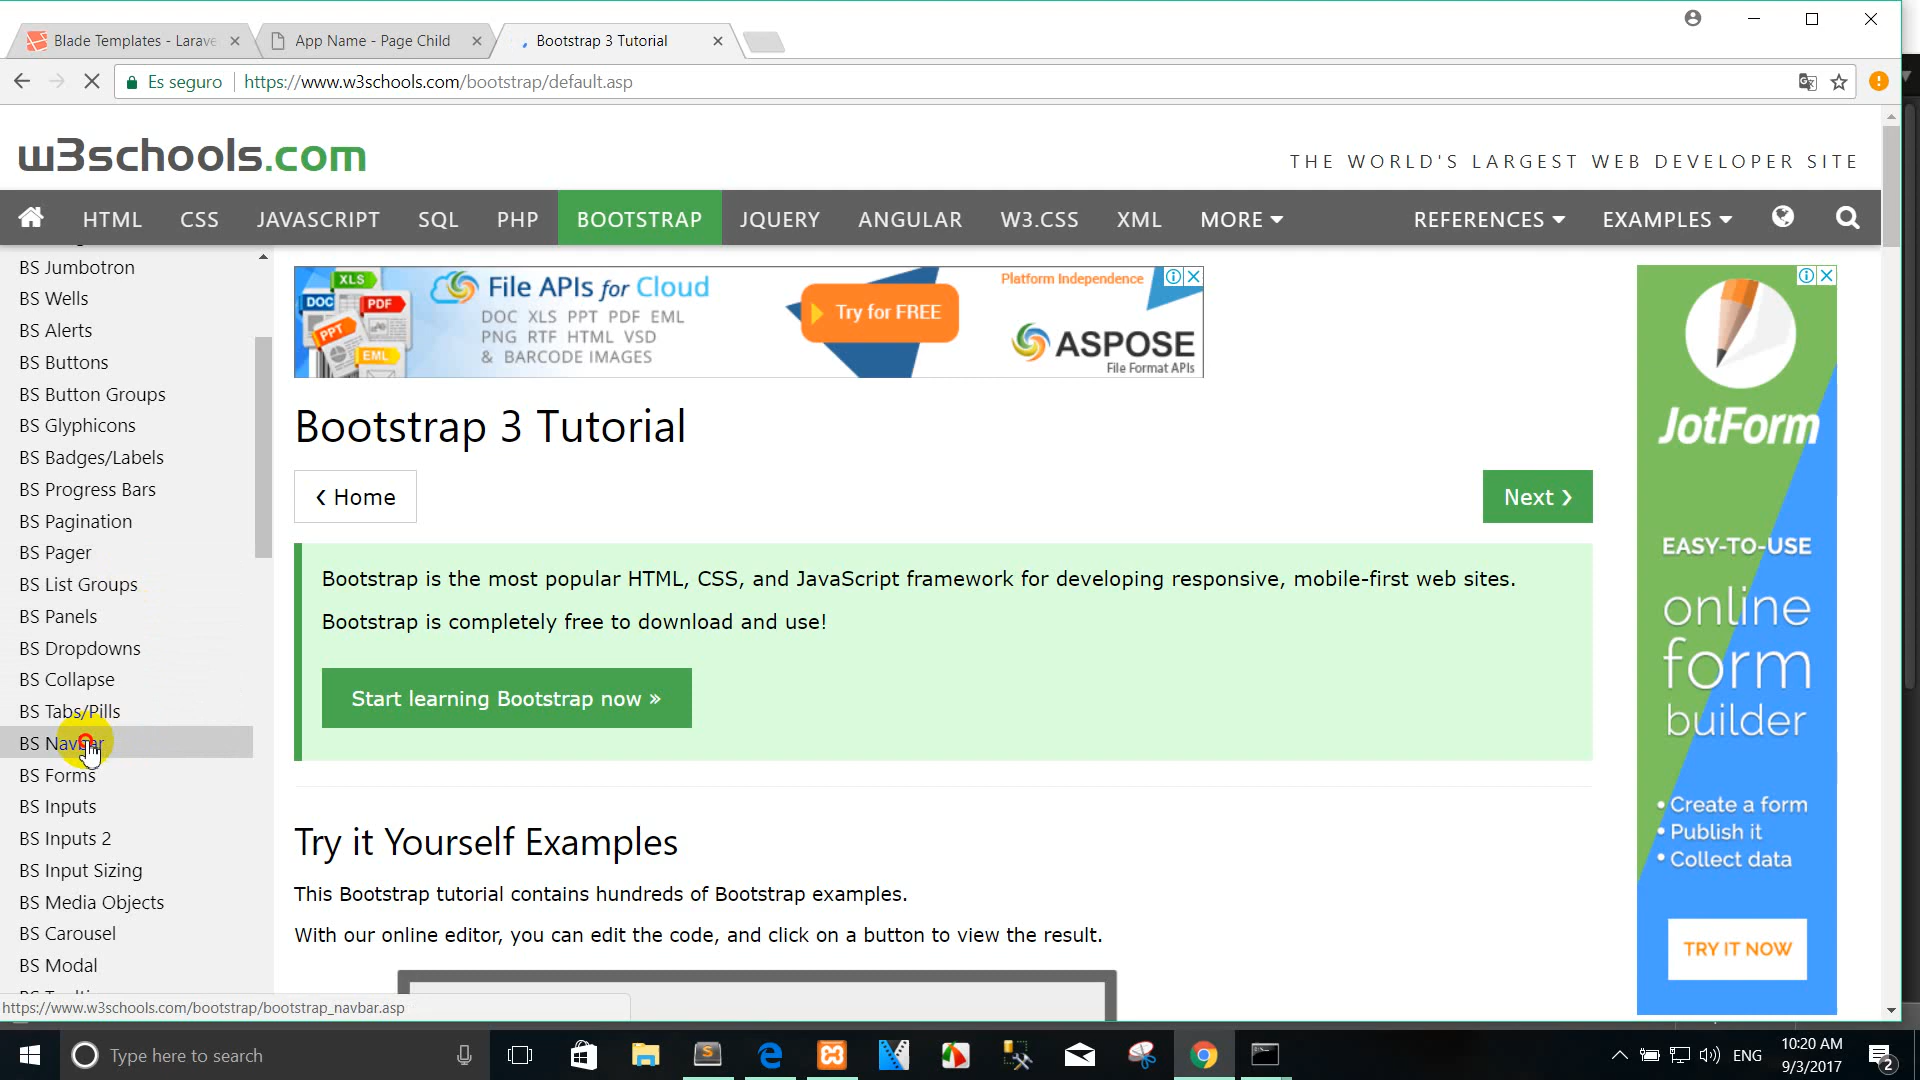 Blade Templates - Larave
App Name - Page Child
Bootstrap 3 Tutorial
Es seguro
https://www.w3schools.com/bootstrap/default.asp
w3schools.com
THE WORLD'S LARGEST WEB DEVELOPER SITE
HTML
CSS
JAVASCRIPT
SQL
PHP
BOOTSTRAP
JQUERY
ANGULAR
W3.CSS
XML
MORE
REFERENCES
EXAMPLES
BS Jumbotron
BS Wells
BS Alerts
BS Buttons
BS Button Groups
BS Glyphicons
BS Badges/Labels
BS Progress Bars
BS Pagination
BS Pager
BS List Groups
BS Panels
BS Dropdowns
BS Collapse
BS Tabs/Pills
BS Navbar
BS Forms
BS Inputs
BS Inputs 2
BS Input Sizing
BS Media Objects
BS Carousel
BS Modal
https://www.w3schools.com/bootstrap/bootstrap_navbar.asp
XLS
DOC
PDF
PPT
EML
File APIs for Cloud
DOC XLS PPT PDF EML
PNG RTF HTML VSD
& BARCODE IMAGES
Try for FREE
Platform Independence
ASPOSE
File Format APIs
Bootstrap 3 Tutorial
❮ Home
Next ❯
Bootstrap is the most popular HTML, CSS, and JavaScript framework for developing responsive, mobile-first web sites.
Bootstrap is completely free to download and use!
Start learning Bootstrap now »
Try it Yourself Examples
This Bootstrap tutorial contains hundreds of Bootstrap examples.
With our online editor, you can edit the code, and click on a button to view the result.
JotForm
EASY-TO-USE
online
form
builder
• Create a form
• Publish it
• Collect data
TRY IT NOW
Type here to search
ENG
10:20 AM
9/3/2017
2